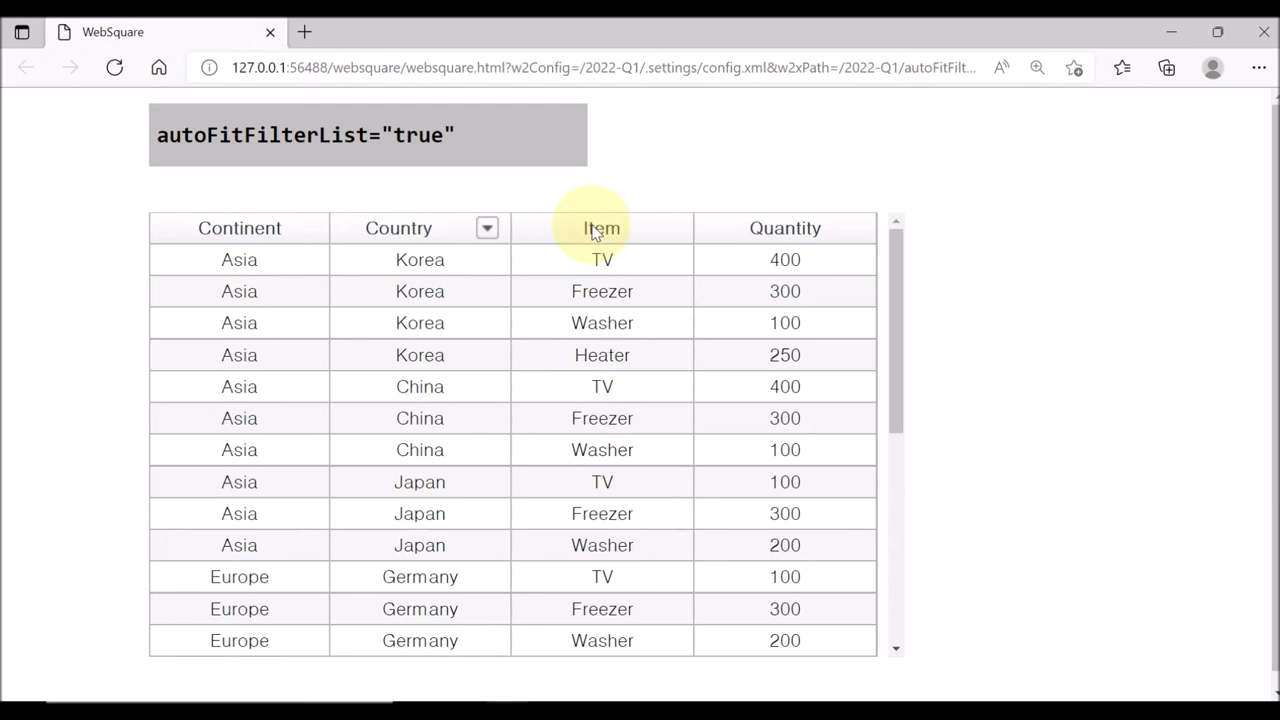 WebSquare
127.0.0.1:56488/websquare/websquare.html?w2Config=/2022-Q1/.settings/config.xml&w2xPath=/2022-Q1/autoFitFilt...
autoFitFilterList="true"
Continent Country Item Quantity
Asia Korea TV 400
Asia Korea Freezer 300
Asia Korea Washer 100
Asia Korea Heater 250
Asia China TV 400
Asia China Freezer 300
Asia China Washer 100
Asia Japan TV 100
Asia Japan Freezer 300
Asia Japan Washer 200
Europe Germany TV 100
Europe Germany Freezer 300
Europe Germany Washer 200